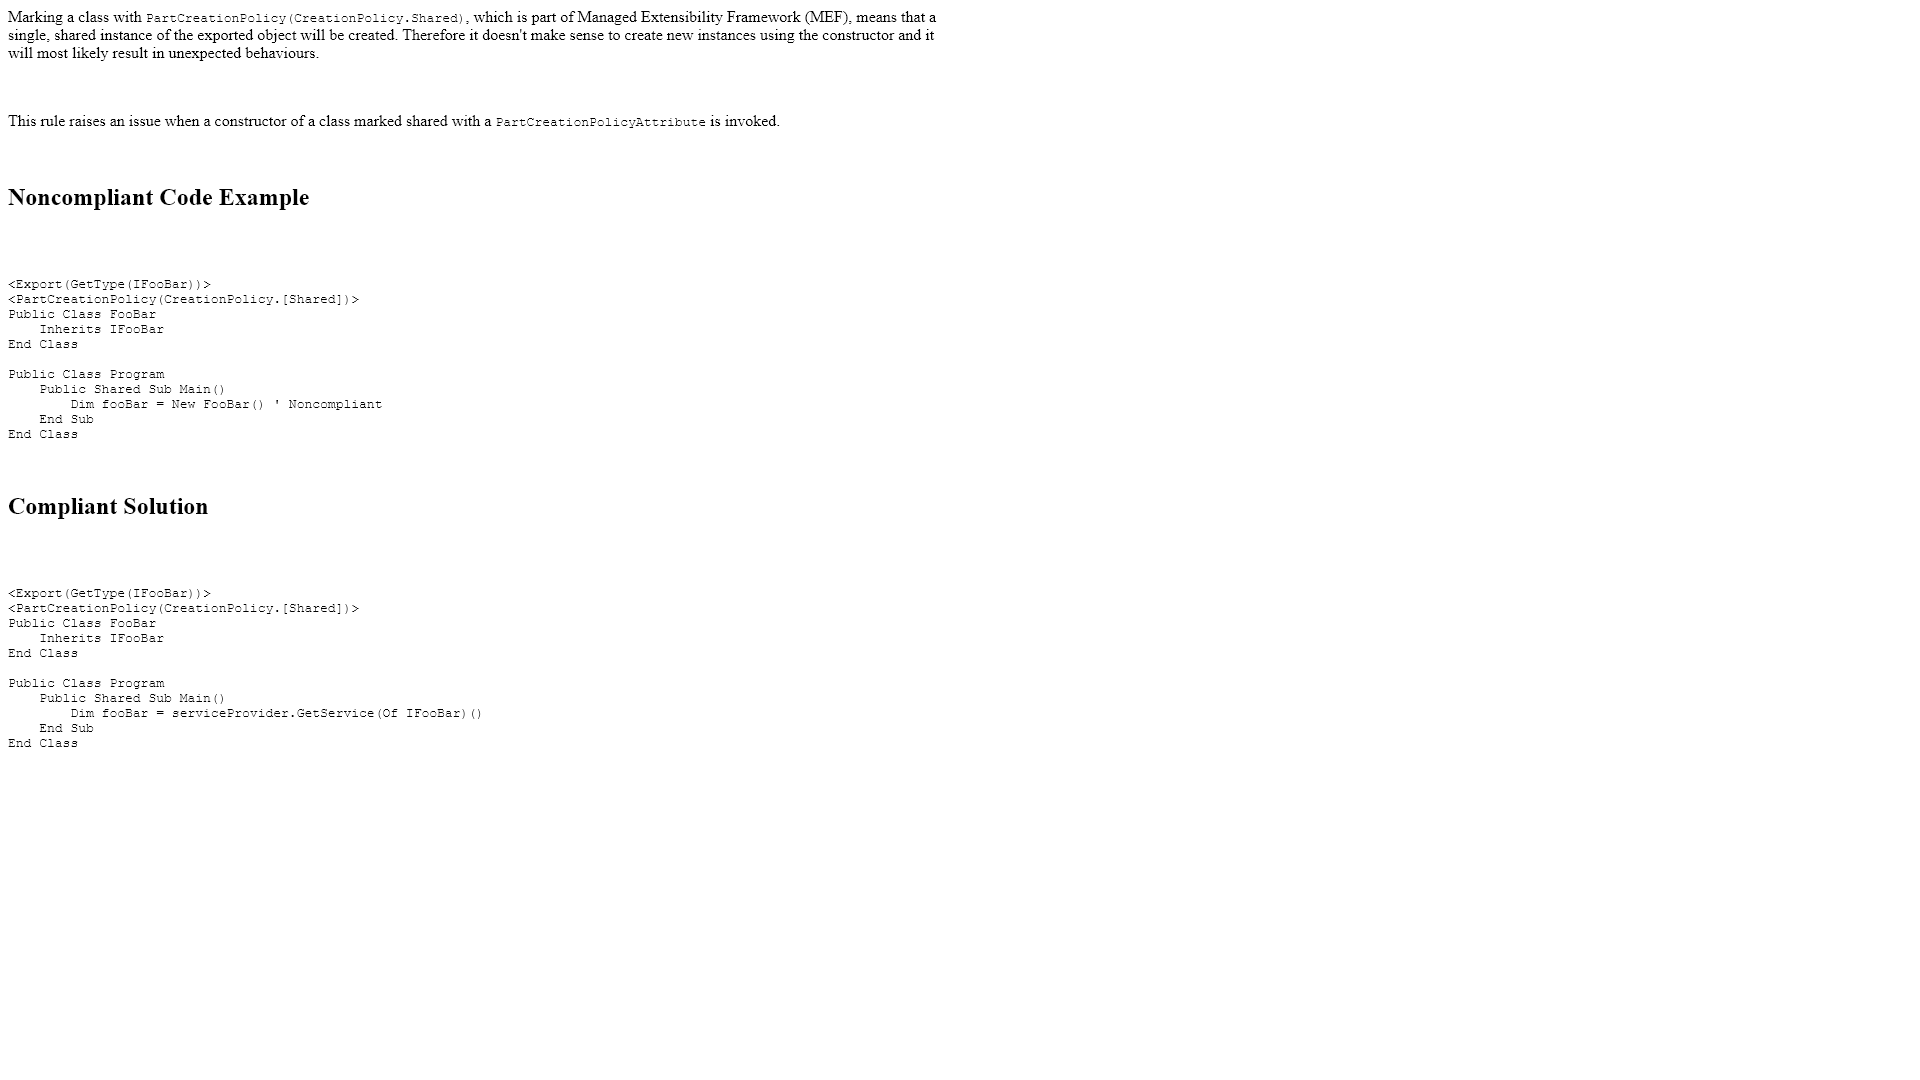 Marking a class with PartCreationPolicy(CreationPolicy.Shared), which is part of Managed Extensibility Framework (MEF), means that a
single, shared instance of the exported object will be created. Therefore it doesn't make sense to create new instances using the constructor and it
will most likely result in unexpected behaviours.
This rule raises an issue when a constructor of a class marked shared with a PartCreationPolicyAttribute is invoked.
Noncompliant Code Example
<Export(GetType(IFooBar))>
<PartCreationPolicy(CreationPolicy.[Shared])>
Public Class FooBar
    Inherits IFooBar
End Class
Public Class Program
    Public Shared Sub Main()
        Dim fooBar = New FooBar() ' Noncompliant
    End Sub
End Class
Compliant Solution
<Export(GetType(IFooBar))>
<PartCreationPolicy(CreationPolicy.[Shared])>
Public Class FooBar
    Inherits IFooBar
End Class
Public Class Program
    Public Shared Sub Main()
        Dim fooBar = serviceProvider.GetService(Of IFooBar)()
    End Sub
End Class